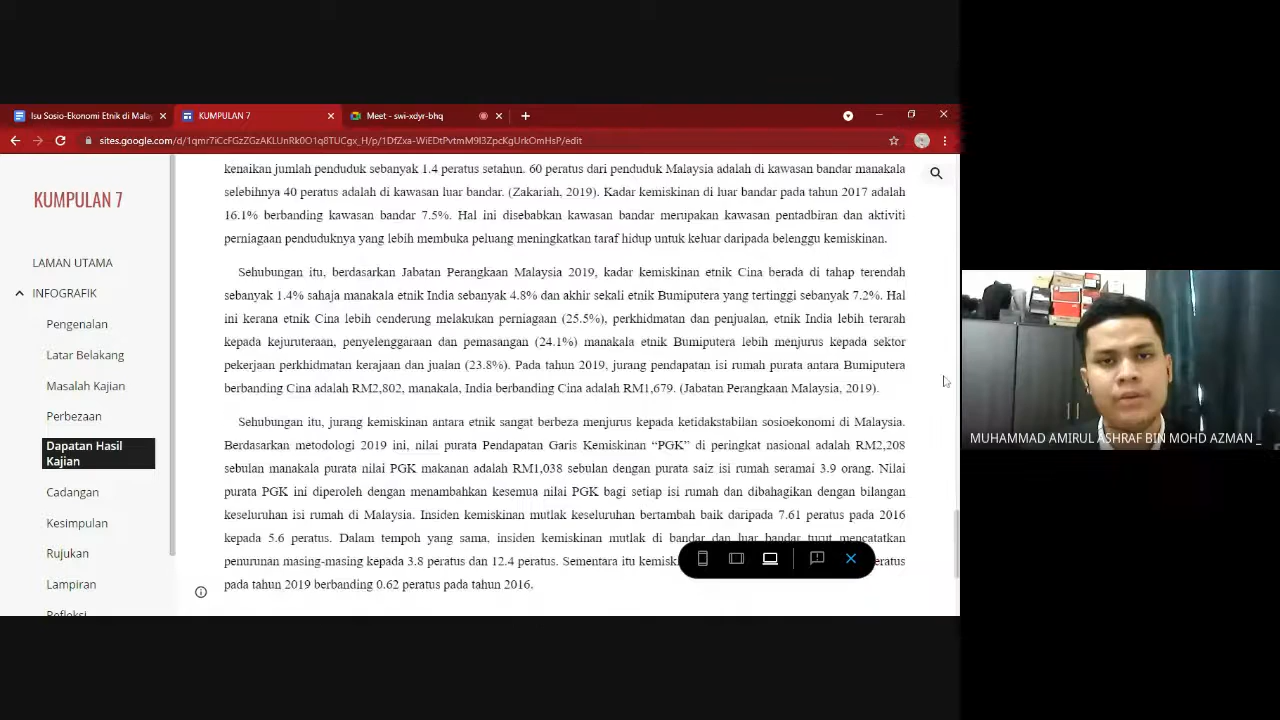 Isu Sosio-Ekonomi Etnik di Malay
KUMPULAN 7
Meet - swi-xdyr-bhq
sites.google.com/d/1qmr7iCcFGzZGzAKLUnRk0O1q8TUCgx_H/p/1DfZxa-WiEDtPvtmM9I3ZpcKgUrkOmHsP/edit
KUMPULAN 7
LAMAN UTAMA
INFOGRAFIK
Pengenalan
Latar Belakang
Masalah Kajian
Perbezaan
Dapatan Hasil
Kajian
Cadangan
Kesimpulan
Rujukan
Lampiran
Refleksi
kenaikan jumlah penduduk sebanyak 1.4 peratus setahun. 60 peratus dari penduduk Malaysia adalah di kawasan bandar manakala
selebihnya 40 peratus adalah di kawasan luar bandar. (Zakariah, 2019). Kadar kemiskinan di luar bandar pada tahun 2017 adalah
16.1% berbanding kawasan bandar 7.5%. Hal ini disebabkan kawasan bandar merupakan kawasan pentadbiran dan aktiviti
perniagaan penduduknya yang lebih membuka peluang meningkatkan taraf hidup untuk keluar daripada belenggu kemiskinan.
Sehubungan itu, berdasarkan Jabatan Perangkaan Malaysia 2019, kadar kemiskinan etnik Cina berada di tahap terendah
sebanyak 1.4% sahaja manakala etnik India sebanyak 4.8% dan akhir sekali etnik Bumiputera yang tertinggi sebanyak 7.2%. Hal
ini kerana etnik Cina lebih cenderung melakukan perniagaan (25.5%), perkhidmatan dan penjualan, etnik India lebih terarah
kepada kejuruteraan, penyelenggaraan dan pemasangan (24.1%) manakala etnik Bumiputera lebih menjurus kepada sektor
pekerjaan perkhidmatan kerajaan dan jualan (23.8%). Pada tahun 2019, jurang pendapatan isi rumah purata antara Bumiputera
berbanding Cina adalah RM2,802, manakala, India berbanding Cina adalah RM1,679. (Jabatan Perangkaan Malaysia, 2019).
Sehubungan itu, jurang kemiskinan antara etnik sangat berbeza menjurus kepada ketidakstabilan sosioekonomi di Malaysia.
Berdasarkan metodologi 2019 ini, nilai purata Pendapatan Garis Kemiskinan “PGK” di peringkat nasional adalah RM2,208
sebulan manakala purata nilai PGK makanan adalah RM1,038 sebulan dengan purata saiz isi rumah seramai 3.9 orang. Nilai
purata PGK ini diperoleh dengan menambahkan kesemua nilai PGK bagi setiap isi rumah dan dibahagikan dengan bilangan
keseluruhan isi rumah di Malaysia. Insiden kemiskinan mutlak keseluruhan bertambah baik daripada 7.61 peratus pada 2016
kepada 5.6 peratus. Dalam tempoh yang sama, insiden kemiskinan mutlak di bandar dan luar bandar turut mencatatkan
penurunan masing-masing kepada 3.8 peratus dan 12.4 peratus. Sementara itu
pada tahun 2019 berbanding 0.62 peratus pada tahun 2016.
MUHAMMAD AMIRUL ASHRAF BIN MOHD AZMAN _